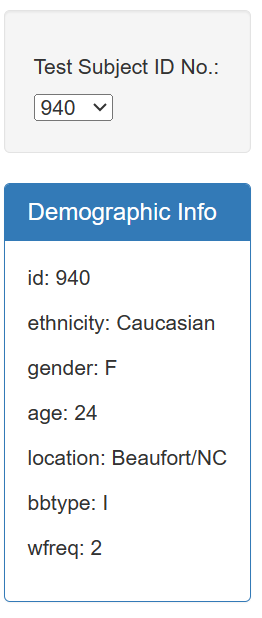 Test Subject ID No.:
940
Demographic Info
id: 940
ethnicity: Caucasian
gender: F
age: 24
location: Beaufort/NC
bbtype: I
wfreq: 2